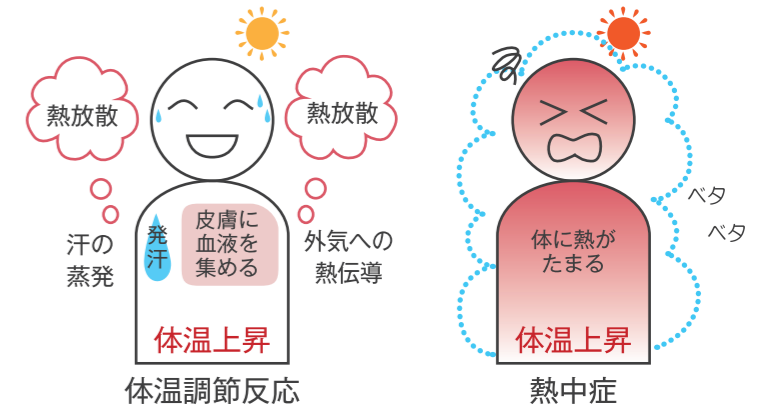 熱放散
熱放散
汗の
蒸発
発
汗
皮膚に
血液を
集める
外気への
熱伝導
体温上昇
体温調節反応
ベタ
ベタ
体に熱が
たまる
体温上昇
熱中症